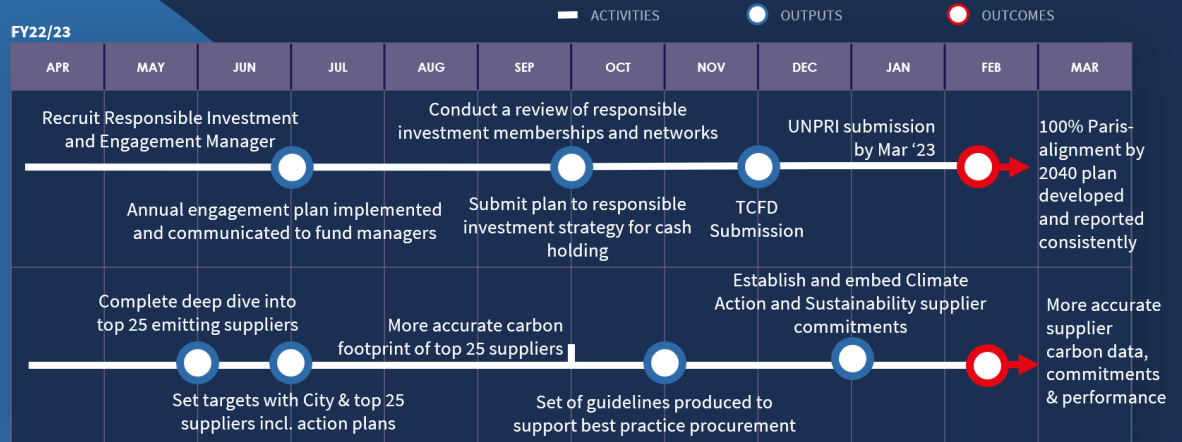 ACTIVITIES
OUTPUTS
OUTCOMES
FY22/23
APR
MAY
JUN
JUL
AUG
SEP
OCT
NOV
DEC
JAN
FEB
MAR
Recruit Responsible Investment
and Engagement Manager
Conduct a review of responsible
investment memberships and networks
UNPRI submission
by Mar ‘23
100% Paris-
alignment by
2040 plan
developed
and reported
consistently
Annual engagement plan implemented
and communicated to fund managers
Submit plan to responsible
investment strategy for cash
holding
TCFD
Submission
Complete deep dive into
top 25 emitting suppliers
More accurate carbon
footprint of top 25 suppliers
Establish and embed Climate
Action and Sustainability supplier
commitments
More accurate
supplier
carbon data,
commitments
& performance
Set targets with City & top 25
suppliers incl. action plans
Set of guidelines produced to
support best practice procurement